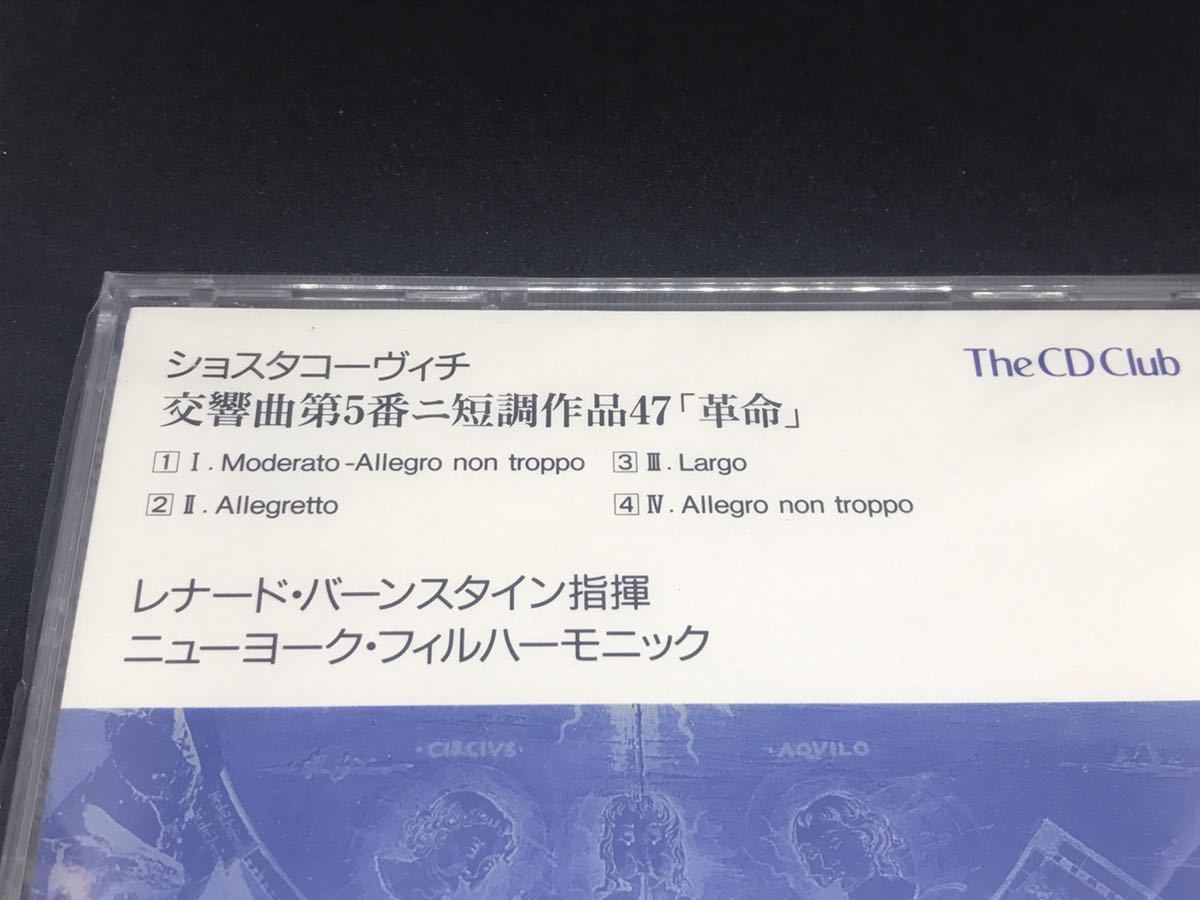 ショスタコーヴィチ
The CD Club
交響曲第5番ニ短調作品47「革命」
1 Ⅰ. Moderato-Allegro non troppo
2 Ⅱ. Allegretto
3 Ⅲ. Largo
4 Ⅳ. Allegro non troppo
レナード・バーンスタイン指揮
ニューヨーク・フィルハーモニック
·CIRCIVS·
·AQVILO